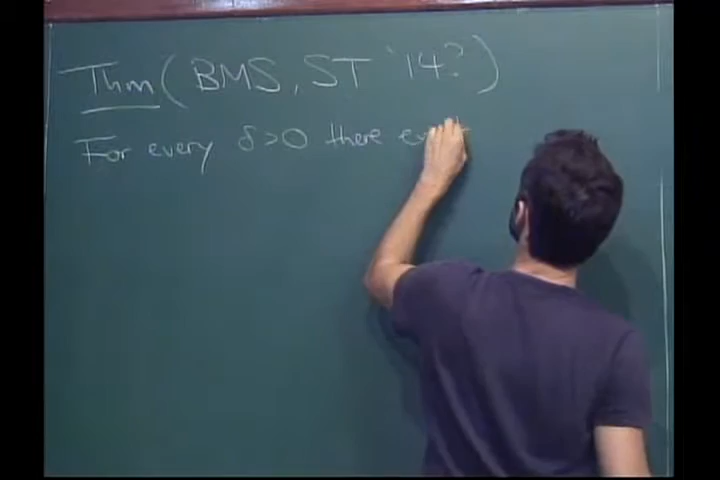 Thm (BMS, ST '14?)
For every δ>0 there